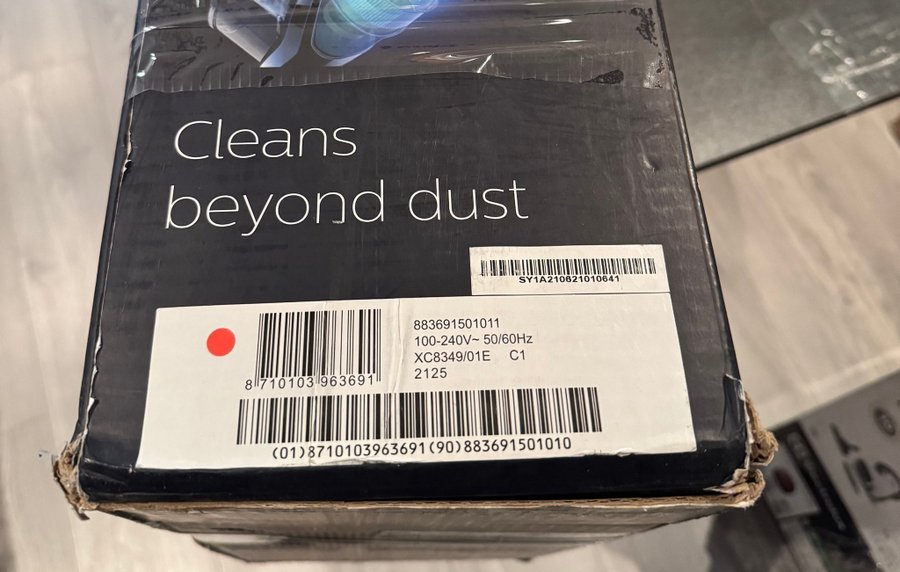 Cleans
beyond dust
SY1A210621010641
883691501011
100-240V~ 50/60Hz
XC8349/01E C1
2125
8 710103 963691
(01)8710103963691(90)883691501010